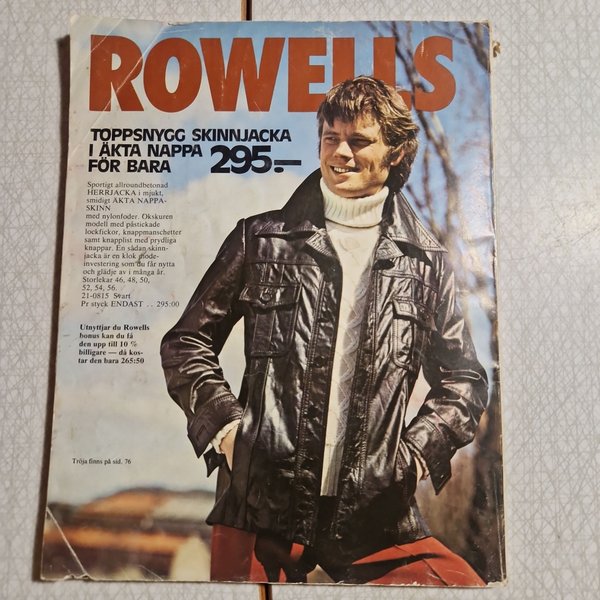 ROWELLS
TOPPSNYGG SKINNJACKA
I ÄKTA NAPPA
FÖR BARA 295:—
Sportigt allroundbetonad
HERRJACKA i mjukt,
smidigt ÄKTA NAPPA-
SKINN
med nylonfoder. Okskuren
modell med påstickade
lockfickor, knappmanschetter
samt knapplist med prydliga
knappar. En sådan skinn-
jacka är en klok mode-
investering som du får nytta
och glädje av i många år.
Storlekar 46, 48, 50,
52, 54, 56.
21-0815 Svart
Pr styck ENDAST . . 295:00
Utnyttjar du Rowells
bonus kan du få
den upp till 10 %
billigare — då kos-
tar den bara 265:50
Tröja finns på sid. 76